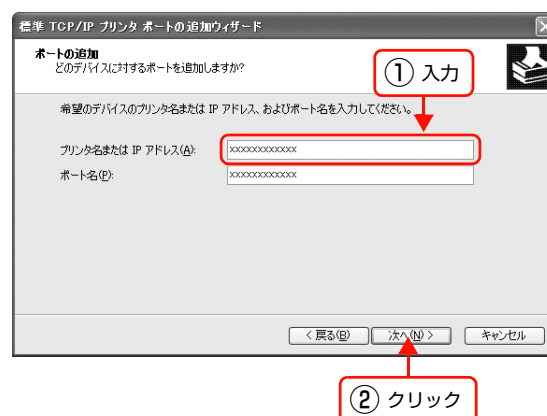 標準 TCP/IP プリンタ ポートの追加ウィザード
ポートの追加
どのデバイスに対するポートを追加しますか?
① 入力
希望のデバイスのプリンタ名または IP アドレス、およびポート名を入力してください。
プリンタ名または IP アドレス(A): xxxxxxxxxxxx
ポート名(P): xxxxxxxxxxxx
< 戻る(B) 次へ(N) > キャンセル
② クリック